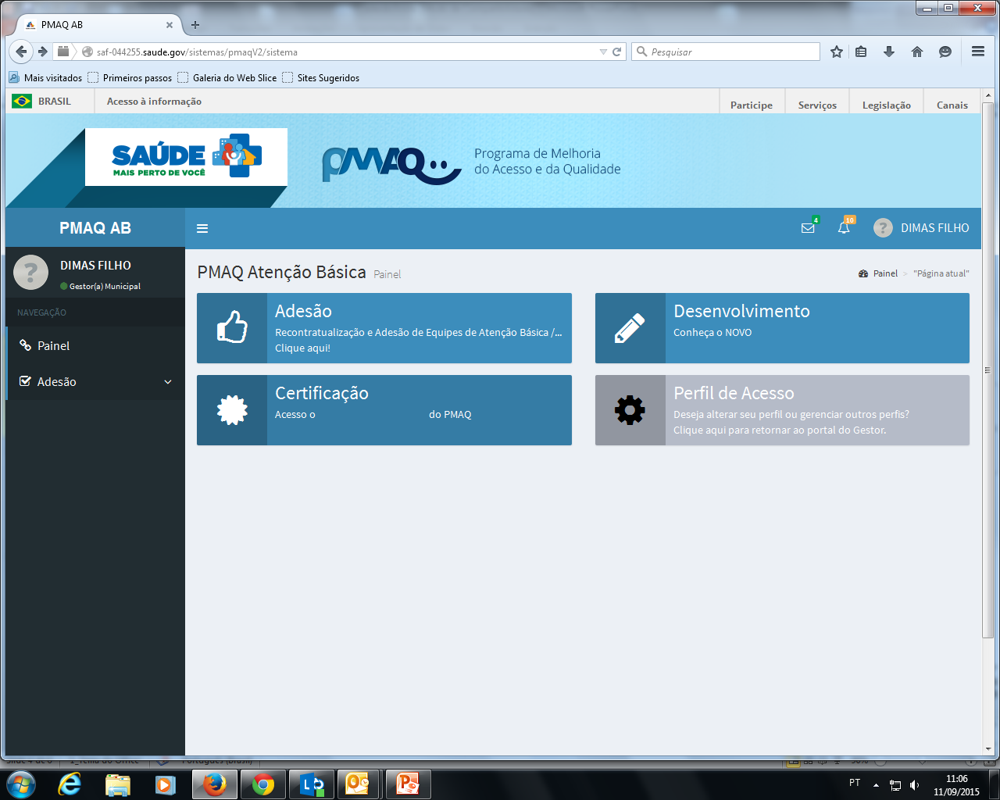 PMAQ AB
saf-044255.saude.gov/sistemas/pmaqV2/sistema
Pesquisar
Mais visitados
Primeiros passos
Galeria do Web Slice
Sites Sugeridos
BRASIL
Acesso à informação
Participe
Serviços
Legislação
Canais
SAÚDE
MAIS PERTO DE VOCÊ
PMAQ
Programa de Melhoria
do Acesso e da Qualidade
PMAQ AB
4
10
DIMAS FILHO
DIMAS FILHO
Gestor(a) Municipal
NAVEGAÇÃO
Painel
Adesão
PMAQ Atenção Básica Painel
Painel > "Página atual"
Adesão
Recontratualização e Adesão de Equipes de Atenção Básica /...
Clique aqui!
Desenvolvimento
Conheça o NOVO
Certificação
Acesso o do PMAQ
Perfil de Acesso
Deseja alterar seu perfil ou gerenciar outros perfis?
Clique aqui para retornar ao portal do Gestor.
PT
11:06
11/09/2015